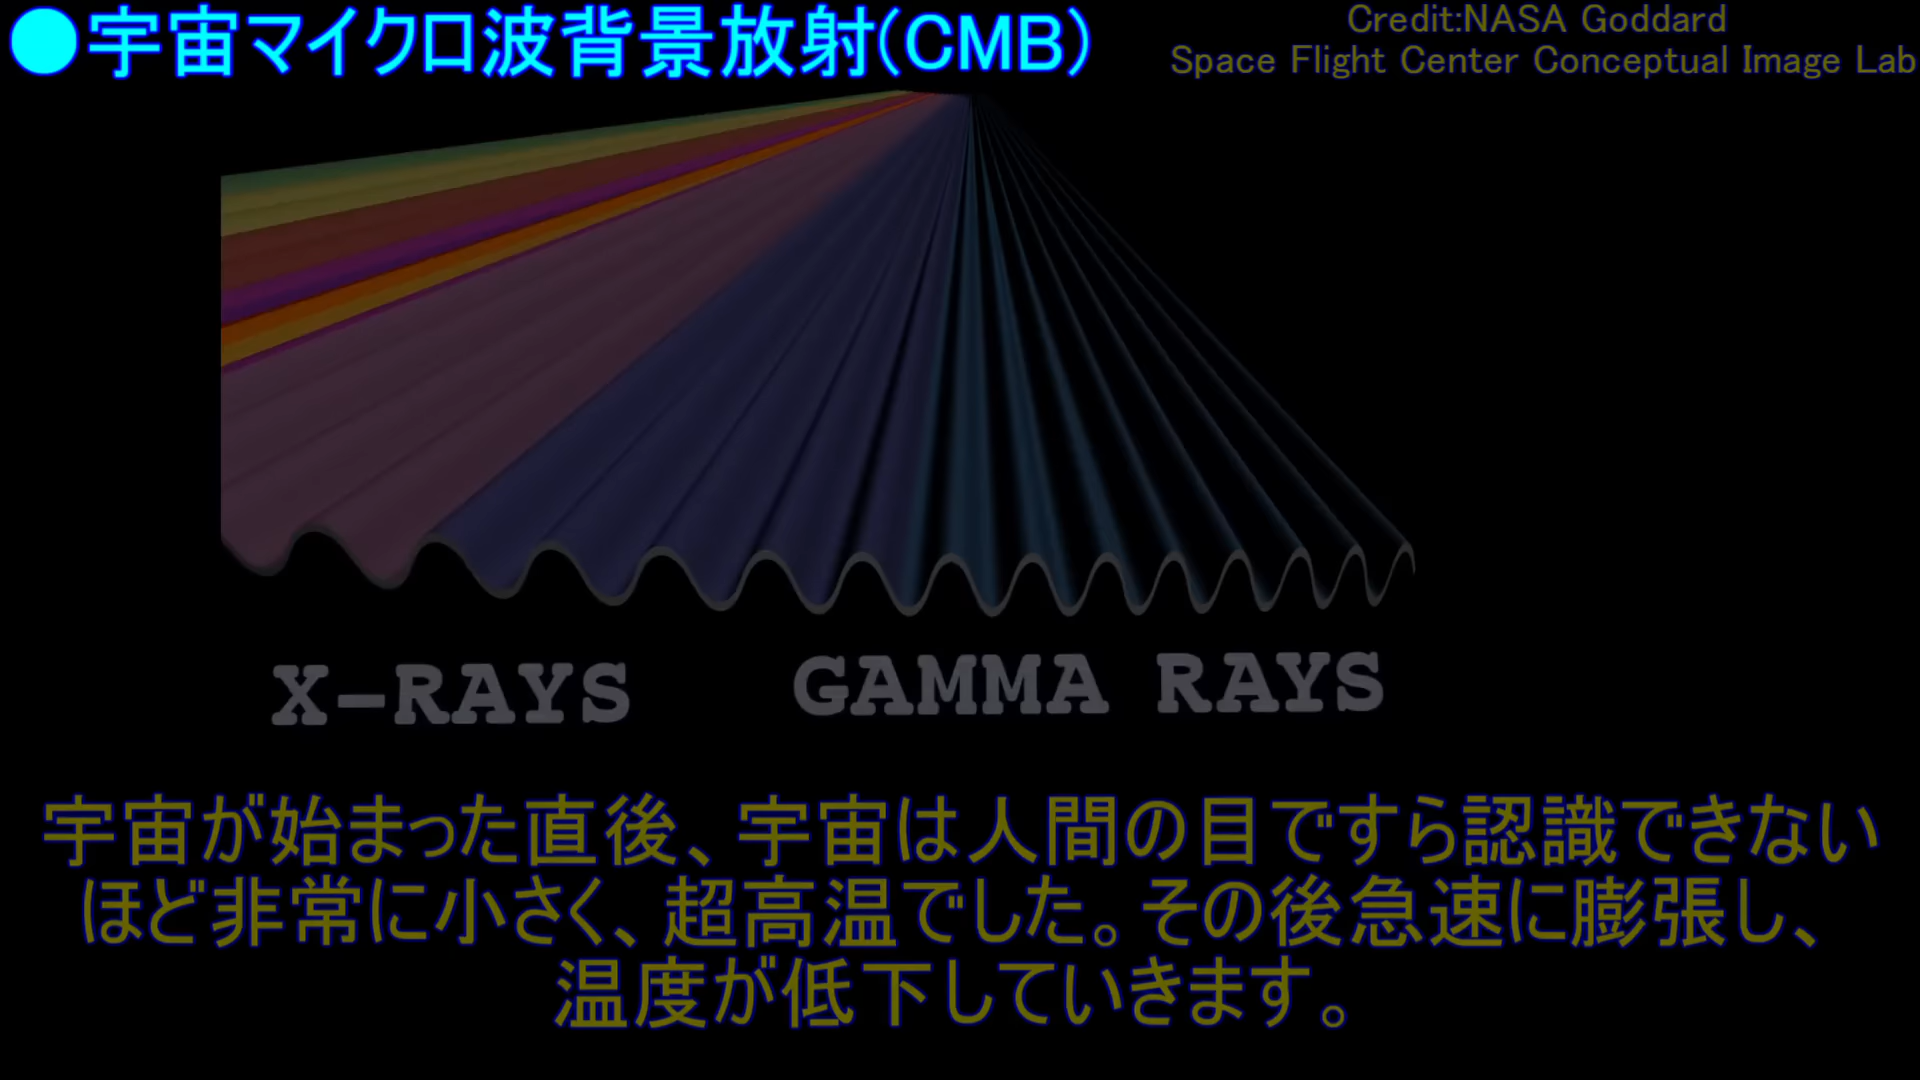 ●宇宙マイクロ波背景放射(CMB)
Credit:NASA Goddard
Space Flight Center Conceptual Image Lab
X-RAYS GAMMA RAYS
宇宙が始まった直後、宇宙は人間の目ですら認識できない
ほど非常に小さく、超高温でした。その後急速に膨張し、
温度が低下していきます。